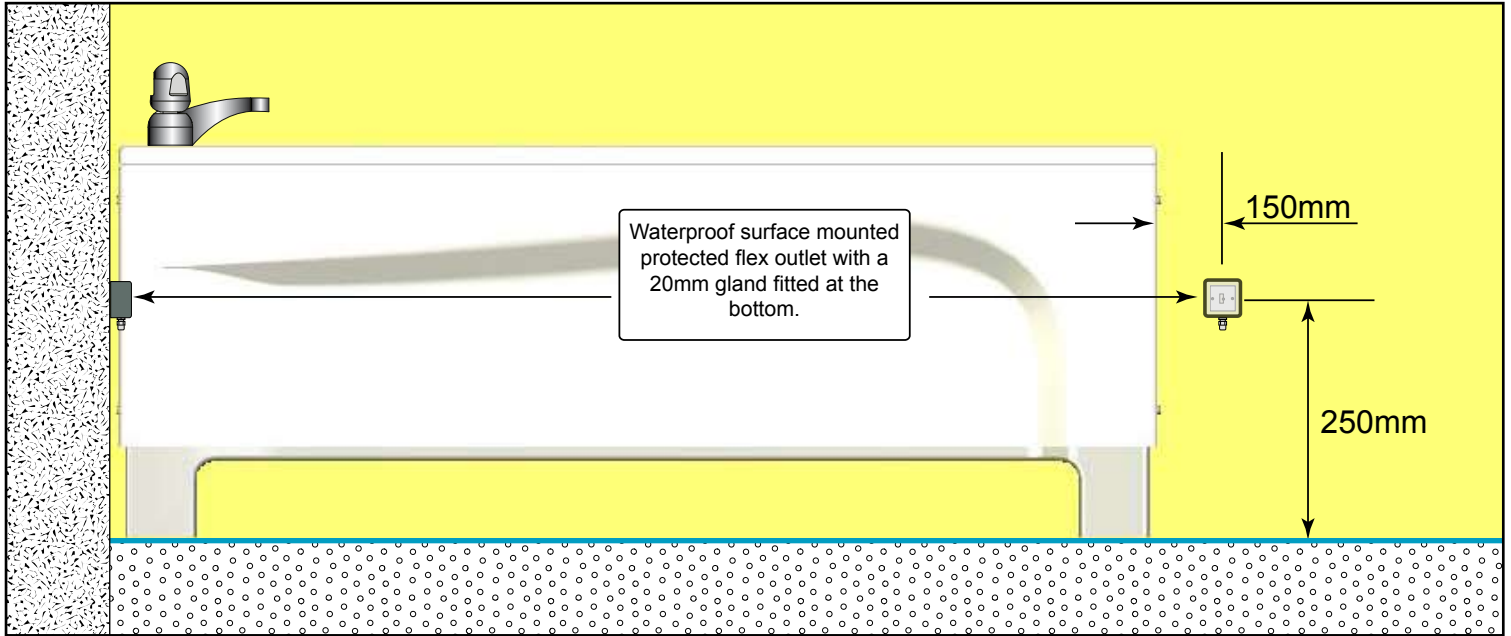 150mm
Waterproof surface mounted
protected flex outlet with a
20mm gland fitted at the
bottom.
250mm